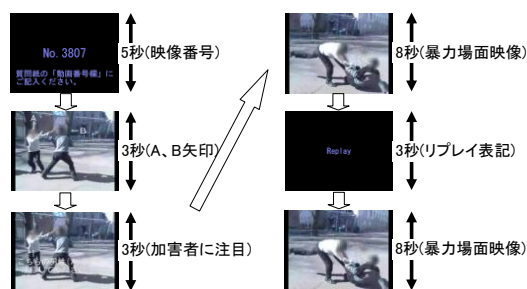 No. 3807
質問紙の「動画番号欄」に
ご記入ください。
5秒(映像番号)
A
B
3秒(A、B矢印)
3秒(加害者に注目)
8秒(暴力場面映像)
Replay
3秒(リプレイ表記)
8秒(暴力場面映像)